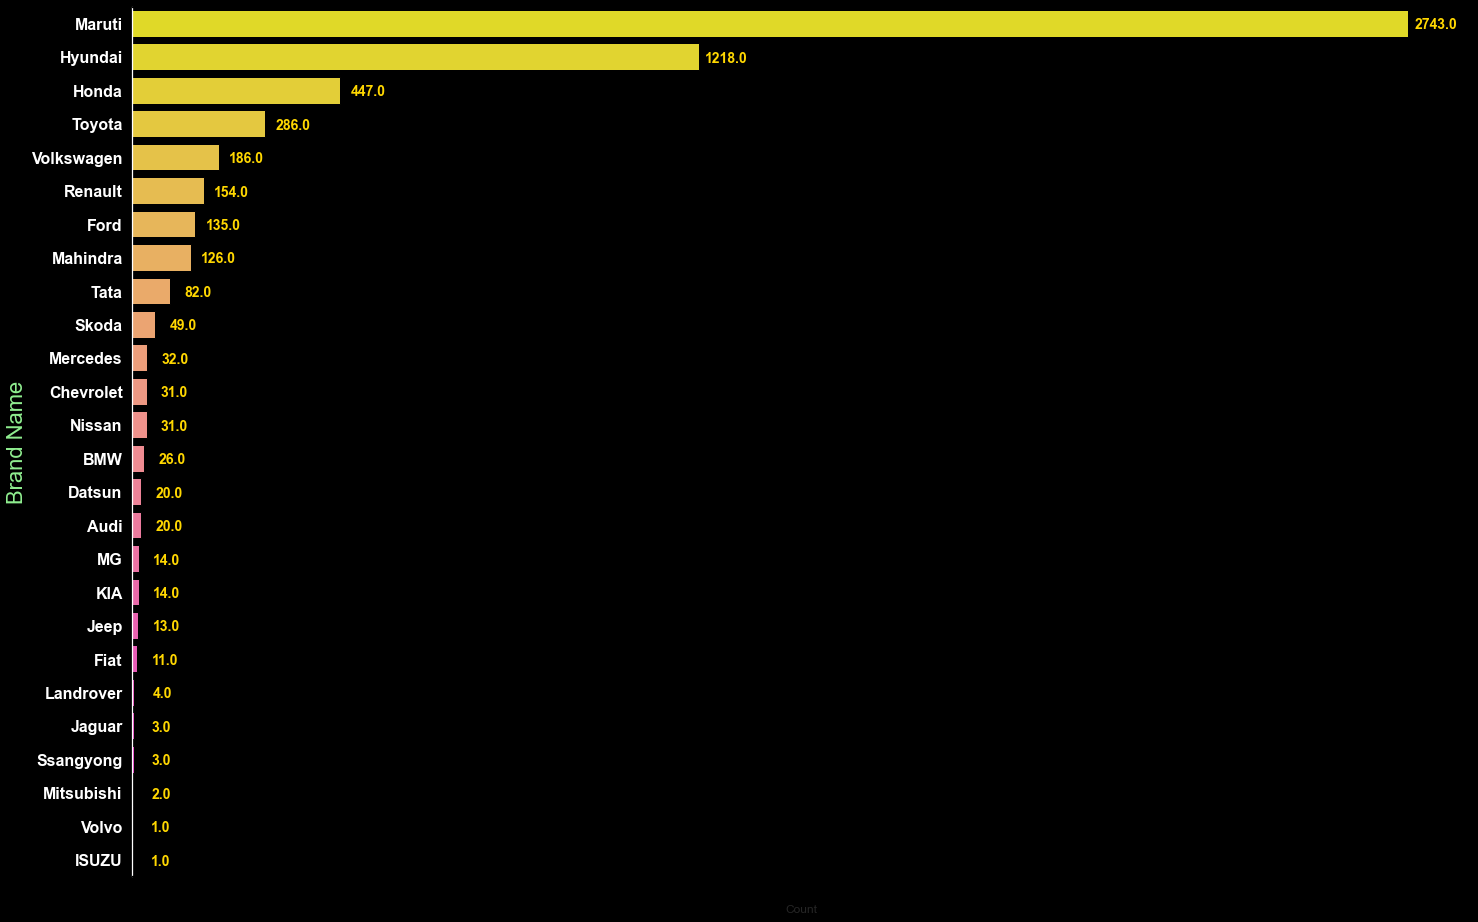 Maruti 2743.0
Hyundai 1218.0
Honda 447.0
Toyota 286.0
Volkswagen 186.0
Renault 154.0
Ford 135.0
Mahindra 126.0
Tata 82.0
Skoda 49.0
Mercedes 32.0
Chevrolet 31.0
Nissan 31.0
BMW 26.0
Datsun 20.0
Audi 20.0
MG 14.0
KIA 14.0
Jeep 13.0
Fiat 11.0
Landrover 4.0
Jaguar 3.0
Ssangyong 3.0
Mitsubishi 2.0
Volvo 1.0
ISUZU 1.0
Brand Name
Count